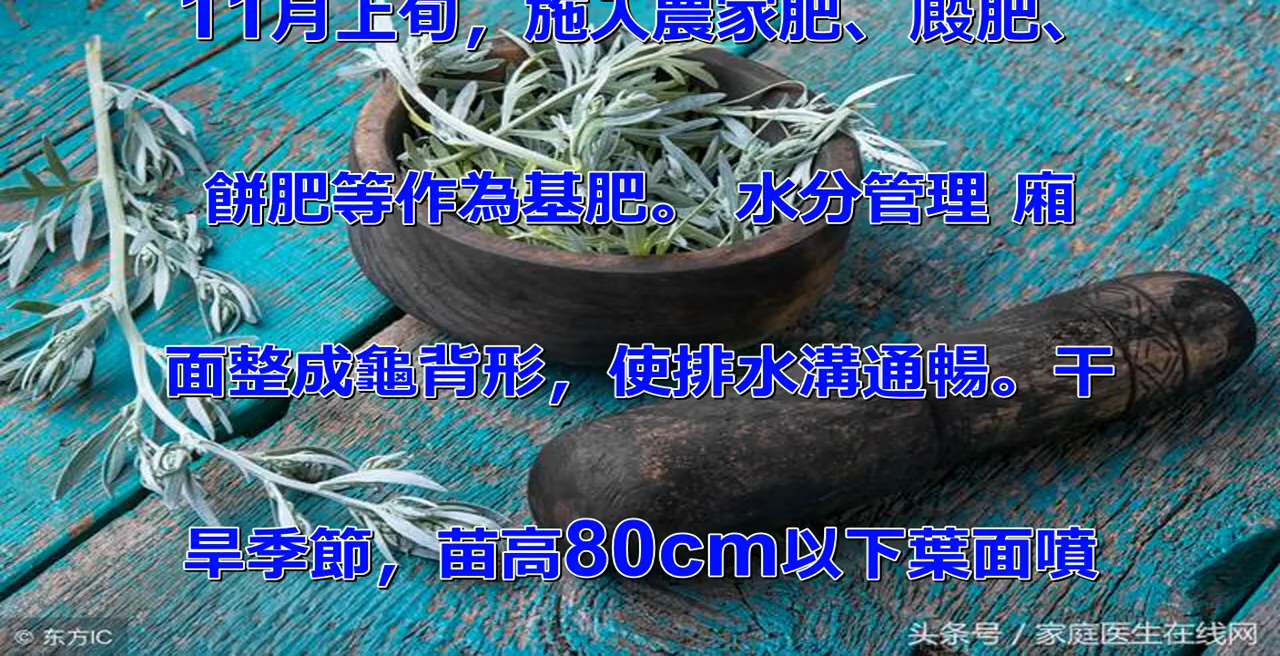 11月上旬，施人農家肥、廄肥、
餅肥等作為基肥。 水分管理 廂
面整成龜背形，使排水溝通暢。干
旱季節，苗高80cm以下葉面噴
© 东方IC
头条号 / 家庭医生在线网